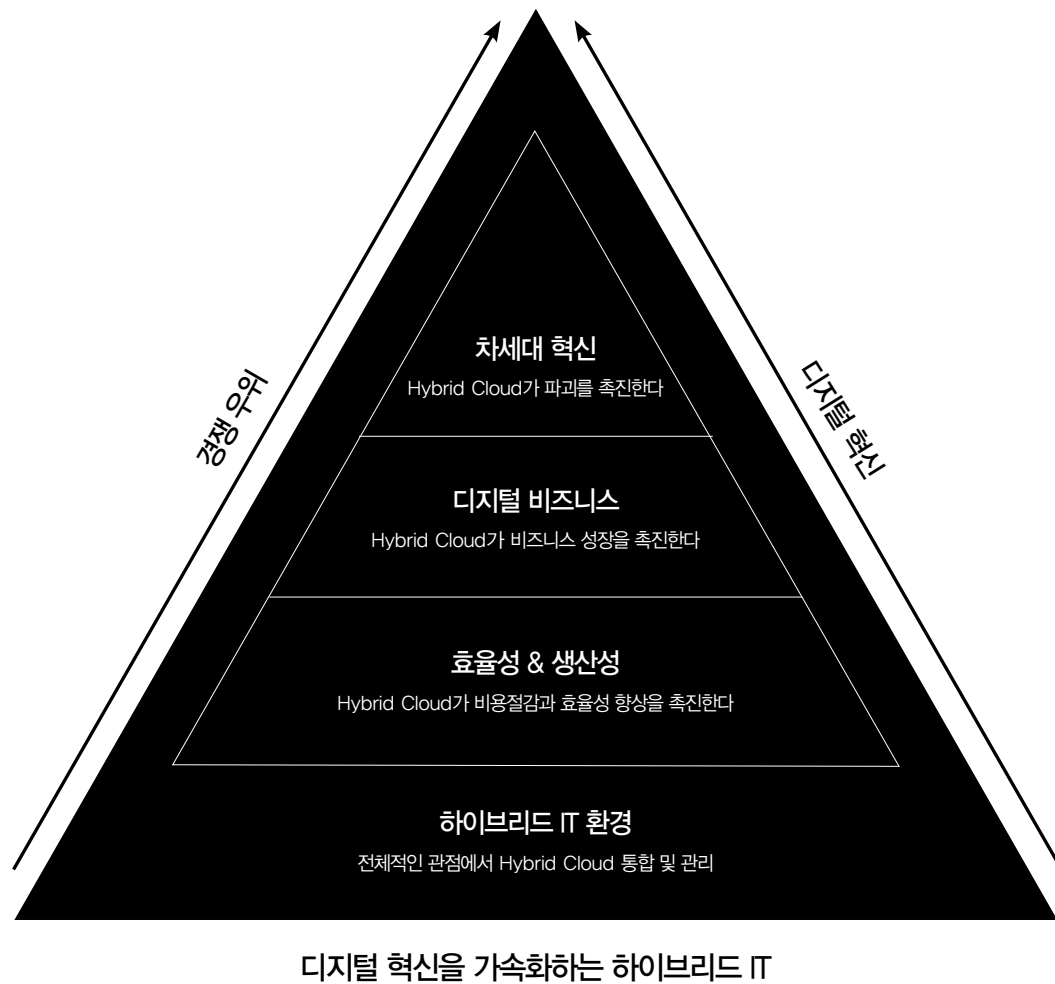 경쟁 우위
디지털 혁신
차세대 혁신
Hybrid Cloud가 파괴를 촉진한다
디지털 비즈니스
Hybrid Cloud가 비즈니스 성장을 촉진한다
효율성 & 생산성
Hybrid Cloud가 비용절감과 효율성 향상을 촉진한다
하이브리드 IT 환경
전체적인 관점에서 Hybrid Cloud 통합 및 관리
디지털 혁신을 가속화하는 하이브리드 IT